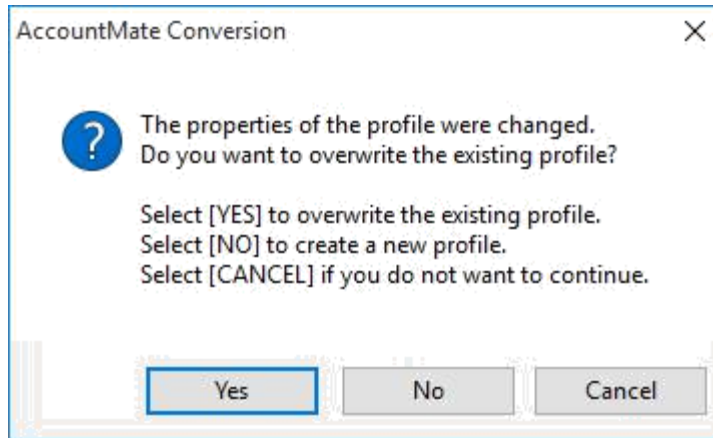 AccountMate Conversion
The properties of the profile were changed.
Do you want to overwrite the existing profile?
Select [YES] to overwrite the existing profile.
Select [NO] to create a new profile.
Select [CANCEL] if you do not want to continue.
Yes No Cancel